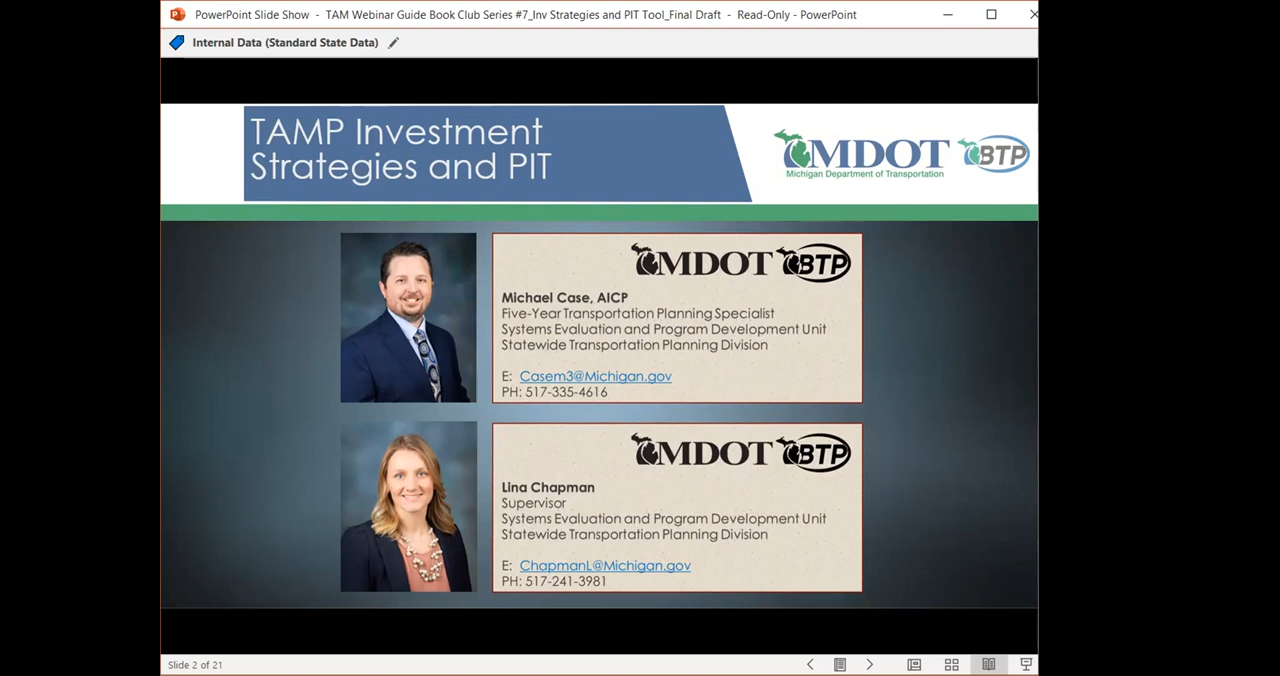 PowerPoint Slide Show - TAM Webinar Guide Book Club Series #7_Inv Strategies and PIT Tool_Final Draft - Read-Only - PowerPoint
Internal Data (Standard State Data)
TAMP Investment
Strategies and PIT
MDOT
Michigan Department of Transportation
BTP
MDOT BTP
Michael Case, AICP
Five-Year Transportation Planning Specialist
Systems Evaluation and Program Development Unit
Statewide Transportation Planning Division
E: Casem3@Michigan.gov
PH: 517-335-4616
MDOT BTP
Lina Chapman
Supervisor
Systems Evaluation and Program Development Unit
Statewide Transportation Planning Division
E: ChapmanL@Michigan.gov
PH: 517-241-3981
Slide 2 of 21